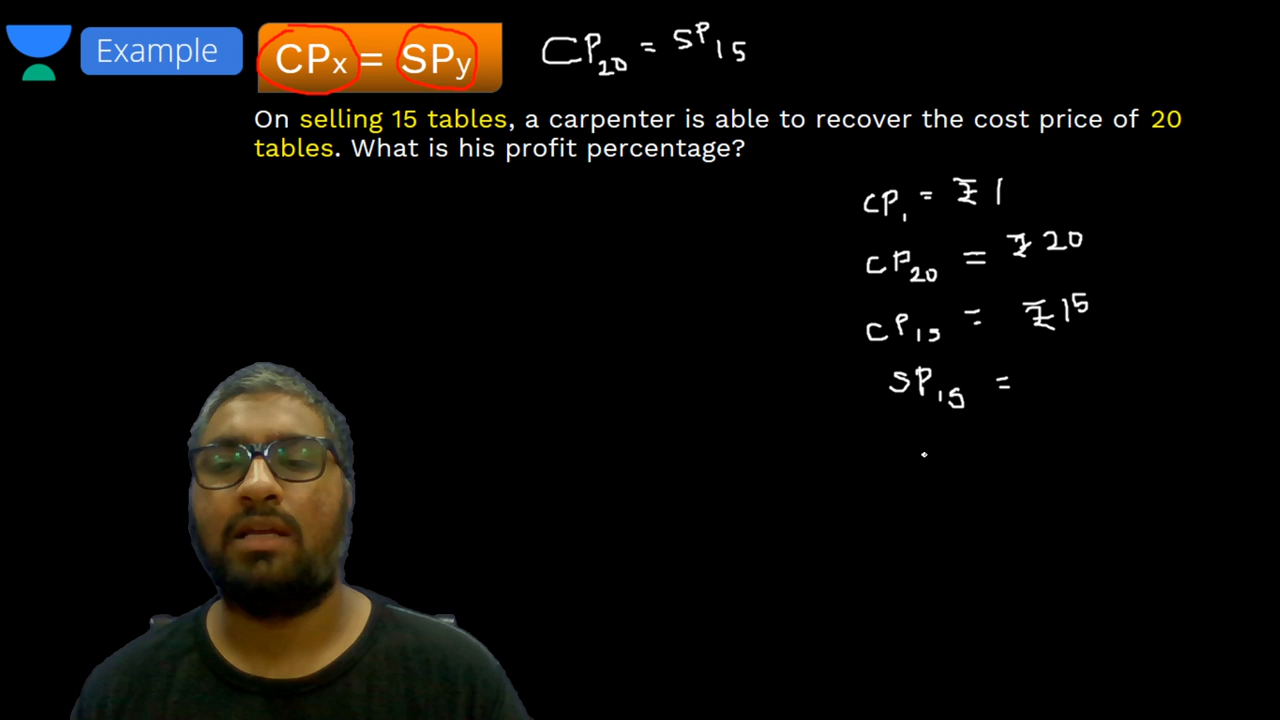 Example CPx = SPy CP20 = SP15
On selling 15 tables, a carpenter is able to recover the cost price of 20
tables. What is his profit percentage?
CP1 = ₹ 1
CP20 = ₹ 20
CP15 = ₹ 15
SP15 =